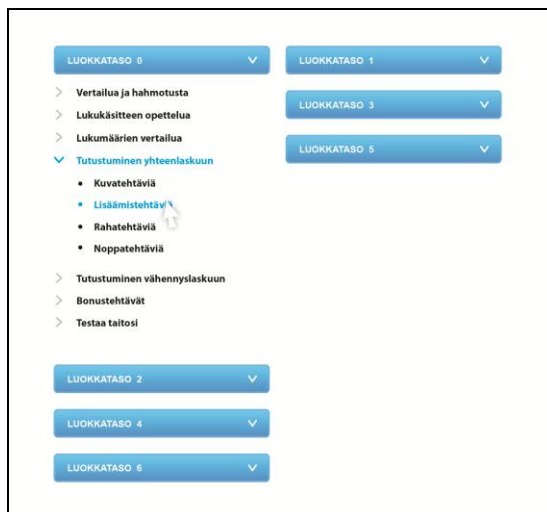 LUOKKATASO 0
Vertailua ja hahmotusta
Lukukäsitteen opettelua
Lukumäärien vertailua
Tutustuminen yhteenlaskuun
Kuvatehtäviä
Lisäämistehtäviä
Rahatehtäviä
Noppatehtäviä
Tutustuminen vähennyslaskuun
Bonustehtävät
Testaa taitosi
LUOKKATASO 2
LUOKKATASO 4
LUOKKATASO 6
LUOKKATASO 1
LUOKKATASO 3
LUOKKATASO 5